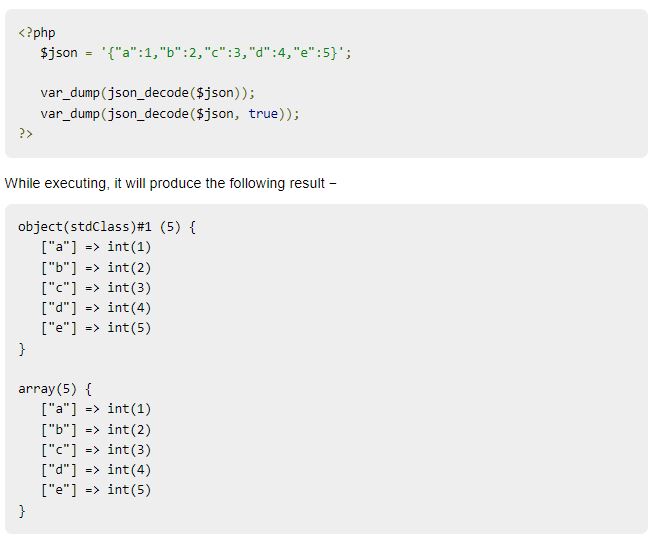 <?php
   $json = '{"a":1,"b":2,"c":3,"d":4,"e":5}';

   var_dump(json_decode($json));
   var_dump(json_decode($json, true));
?>
While executing, it will produce the following result −
object(stdClass)#1 (5) {
   ["a"] => int(1)
   ["b"] => int(2)
   ["c"] => int(3)
   ["d"] => int(4)
   ["e"] => int(5)
}

array(5) {
   ["a"] => int(1)
   ["b"] => int(2)
   ["c"] => int(3)
   ["d"] => int(4)
   ["e"] => int(5)
}